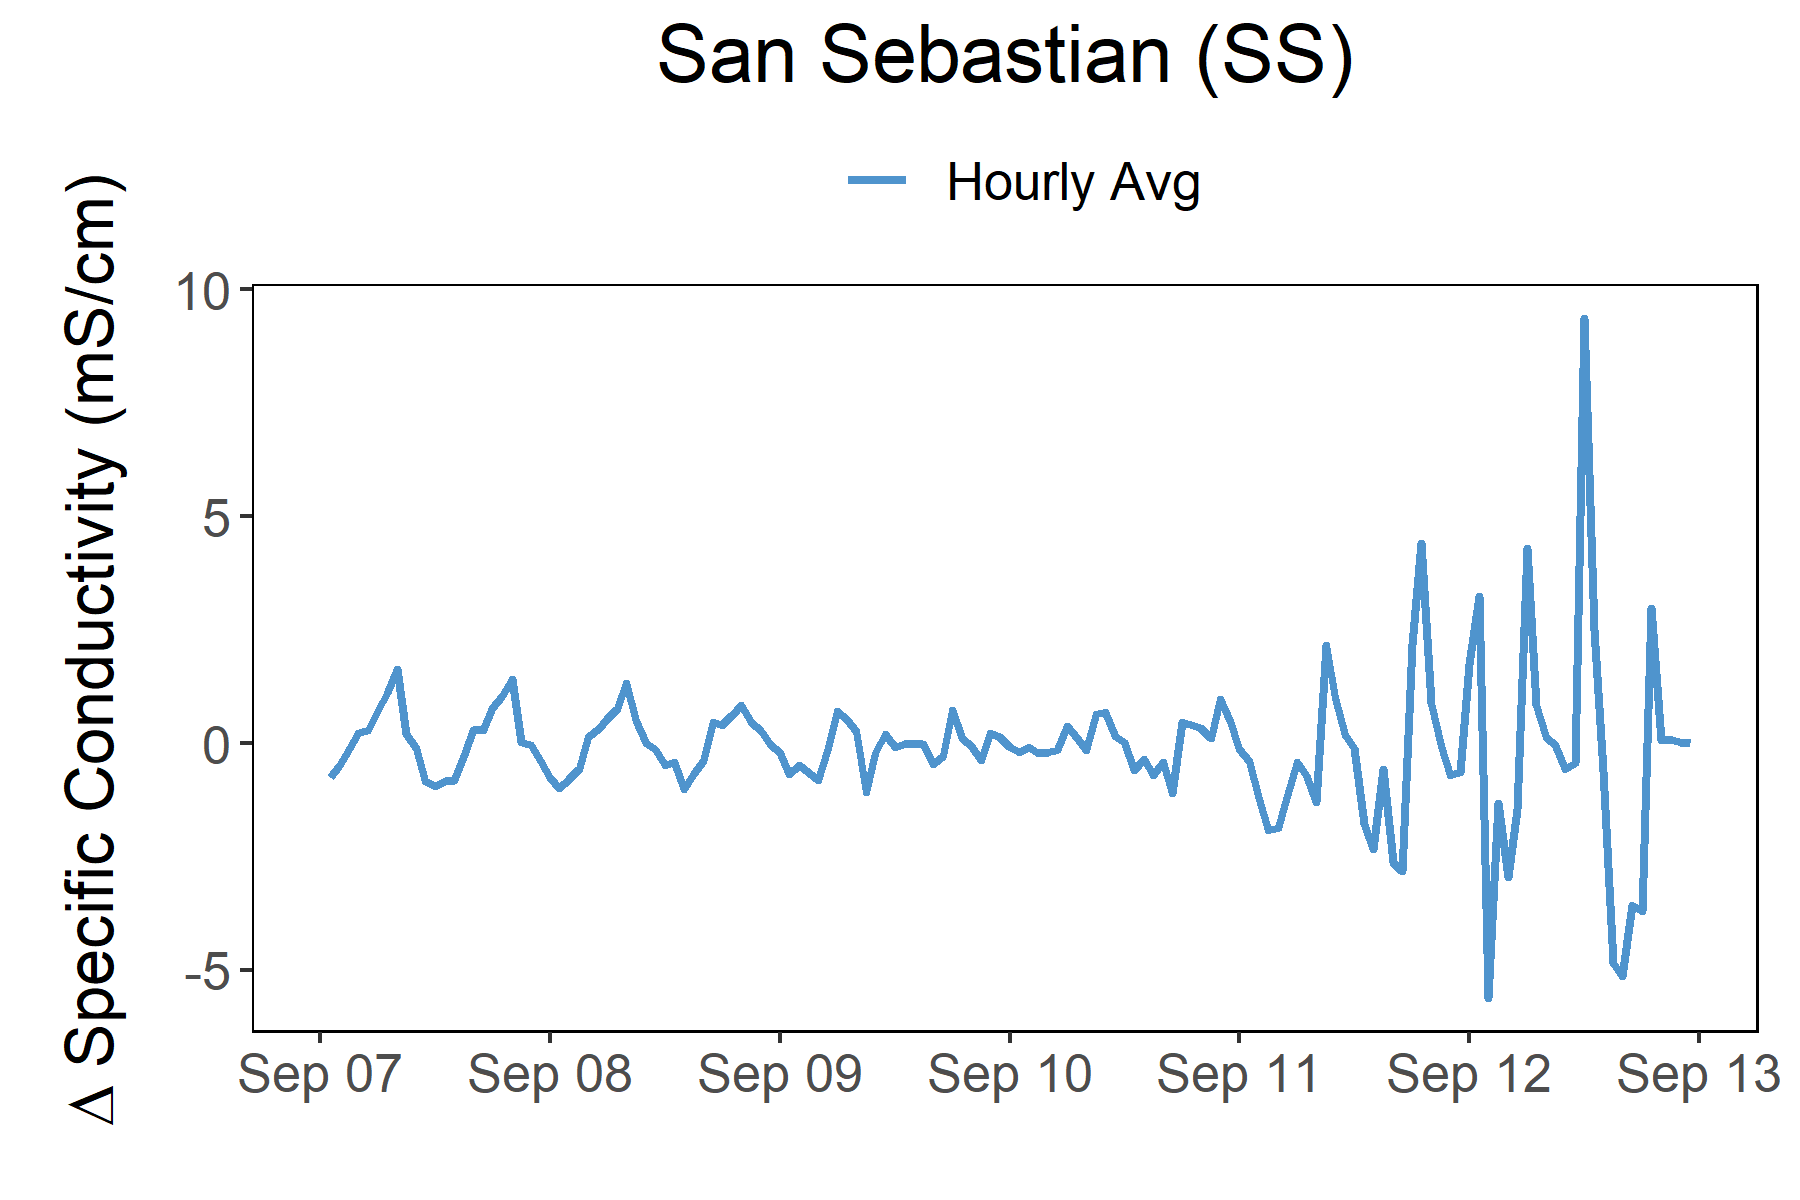 San Sebastian (SS)
Hourly Avg
Δ Specific Conductivity (mS/cm)
10
5
0
-5
Sep 07 Sep 08 Sep 09 Sep 10 Sep 11 Sep 12 Sep 13